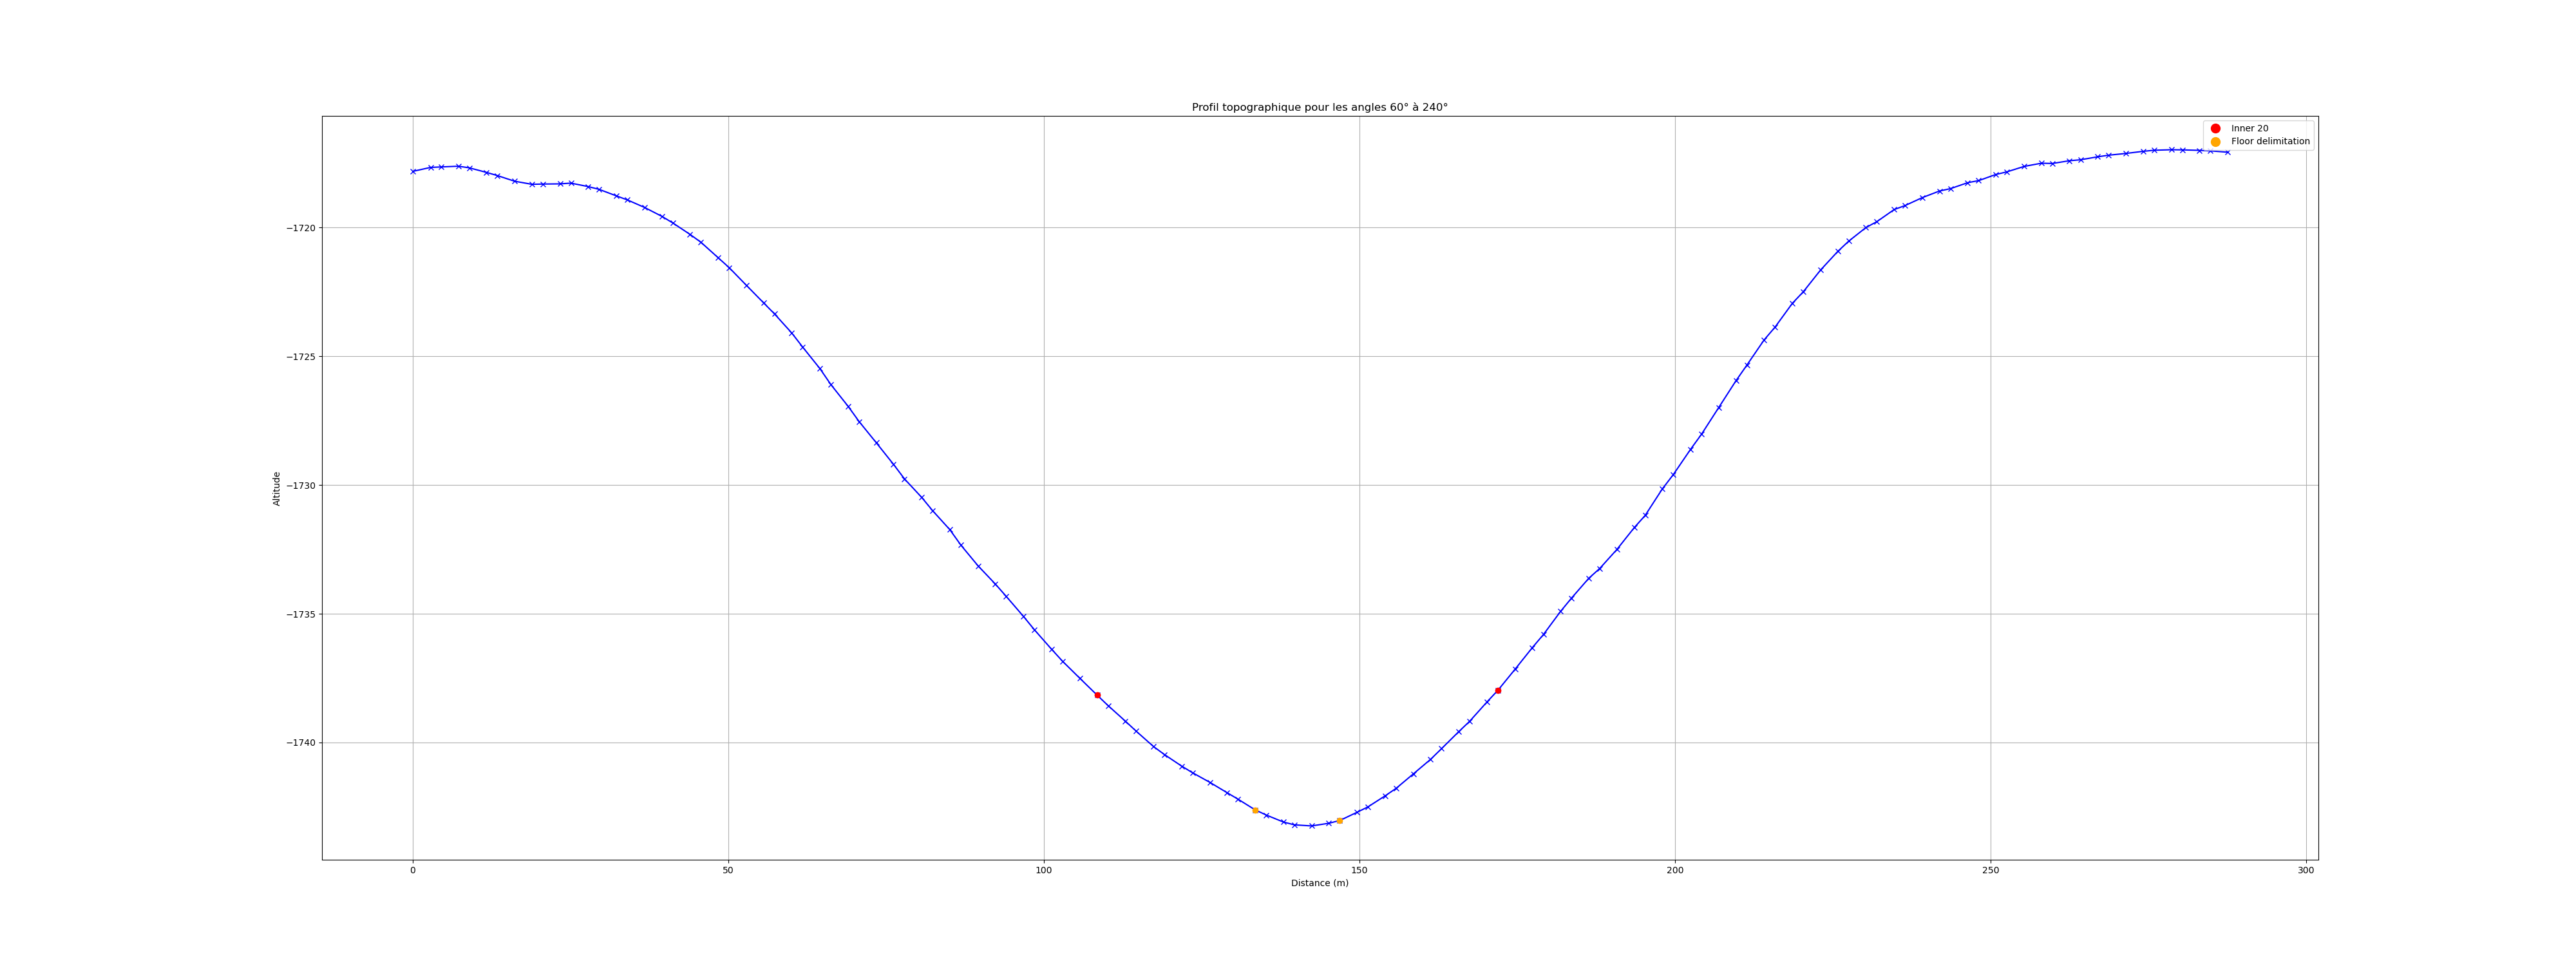 Profil topographique pour les angles 60° à 240°
Inner 20
Floor delimitation
Altitude
−1720
−1725
−1730
−1735
−1740
0 50 100 150 200 250 300
Distance (m)